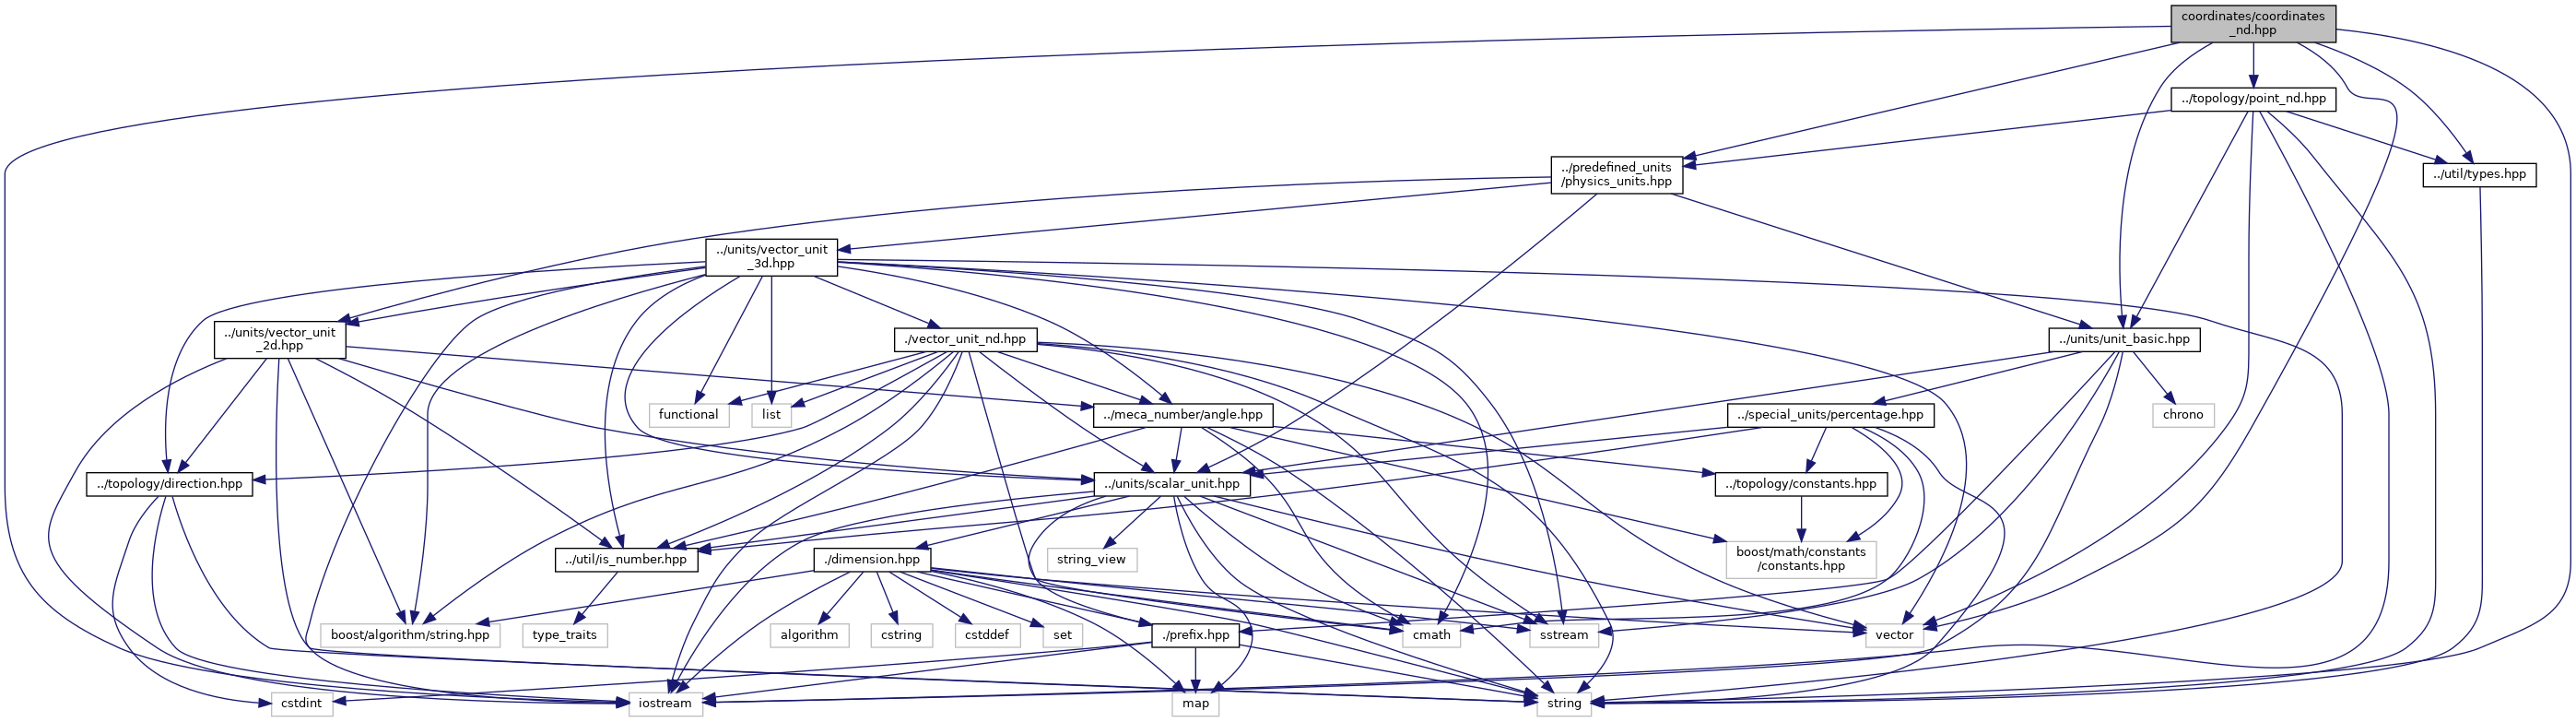 coordinates/coordinates
_nd.hpp
../topology/point_nd.hpp
../predefined_units
/physics_units.hpp
../util/types.hpp
../units/vector_unit
_3d.hpp
../units/vector_unit
_2d.hpp
./vector_unit_nd.hpp
../units/unit_basic.hpp
functional
list
../meca_number/angle.hpp
../special_units/percentage.hpp
chrono
../topology/direction.hpp
../units/scalar_unit.hpp
../topology/constants.hpp
../util/is_number.hpp
./dimension.hpp
string_view
boost/math/constants
/constants.hpp
boost/algorithm/string.hpp
type_traits
algorithm
cstring
cstddef
set
./prefix.hpp
cmath
sstream
vector
cstdint
iostream
map
string